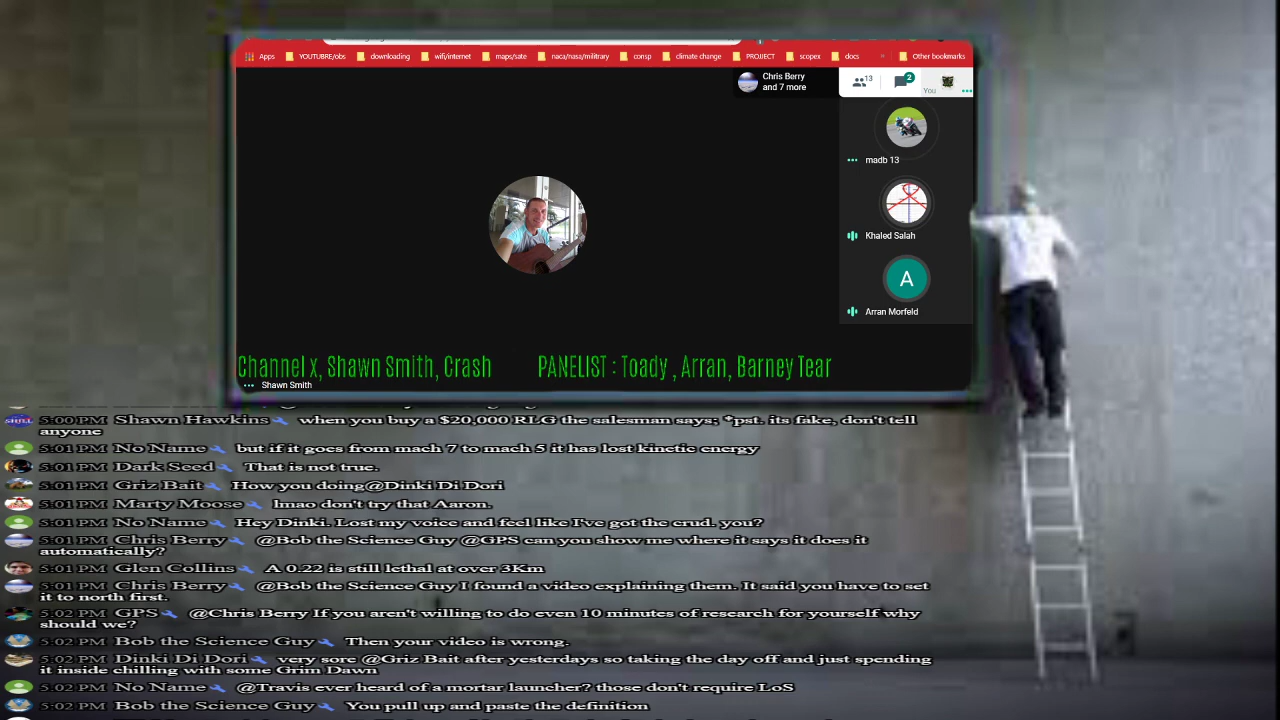 Apps YOUTUBRE/obs downloading wifi/internet maps/sate naca/nasa/militrary consp climate change PROJECT scopex docs Other bookmarks
Chris Berry
and 7 more
13
2
You
madb 13
Khaled Salah
A
Arran Morfeld
Channel x, Shawn Smith, Crash PANELIST : Toady , Arran, Barney Tear
Shawn Smith
5:00 PM Shawn Hawkins when you buy a $20,000 RLG the salesman says, *pst. its fake, don't tell
anyone
5:01 PM No Name but if it goes from mach 7 to mach 5 it has lost kinetic energy
5:01 PM Dark Seed That is not true.
5:01 PM Griz Bait How you doing@Dinki Di Dori
5:01 PM Marty Moose lmao don't try that Aaron.
5:01 PM No Name Hey Dinki. Lost my voice and feel like I've got the crud. you?
5:01 PM Chris Berry @Bob the Science Guy @GPS can you show me where it says it does it
automatically?
5:01 PM Glen Collins A 0.22 is still lethal at over 3Km
5:01 PM Chris Berry @Bob the Science Guy I found a video explaining them. It said you have to set
it to north first.
5:02 PM GPS @Chris Berry If you aren't willing to do even 10 minutes of research for yourself why
should we?
5:02 PM Bob the Science Guy Then your video is wrong.
5:02 PM Dinki Di Dori very sore @Griz Bait after yesterdays so taking the day off and just spending
it inside chilling with some Grim Dawn
5:02 PM No Name @Travis ever heard of a mortar launcher? those don't require LoS
5:02 PM Bob the Science Guy You pull up and paste the definition